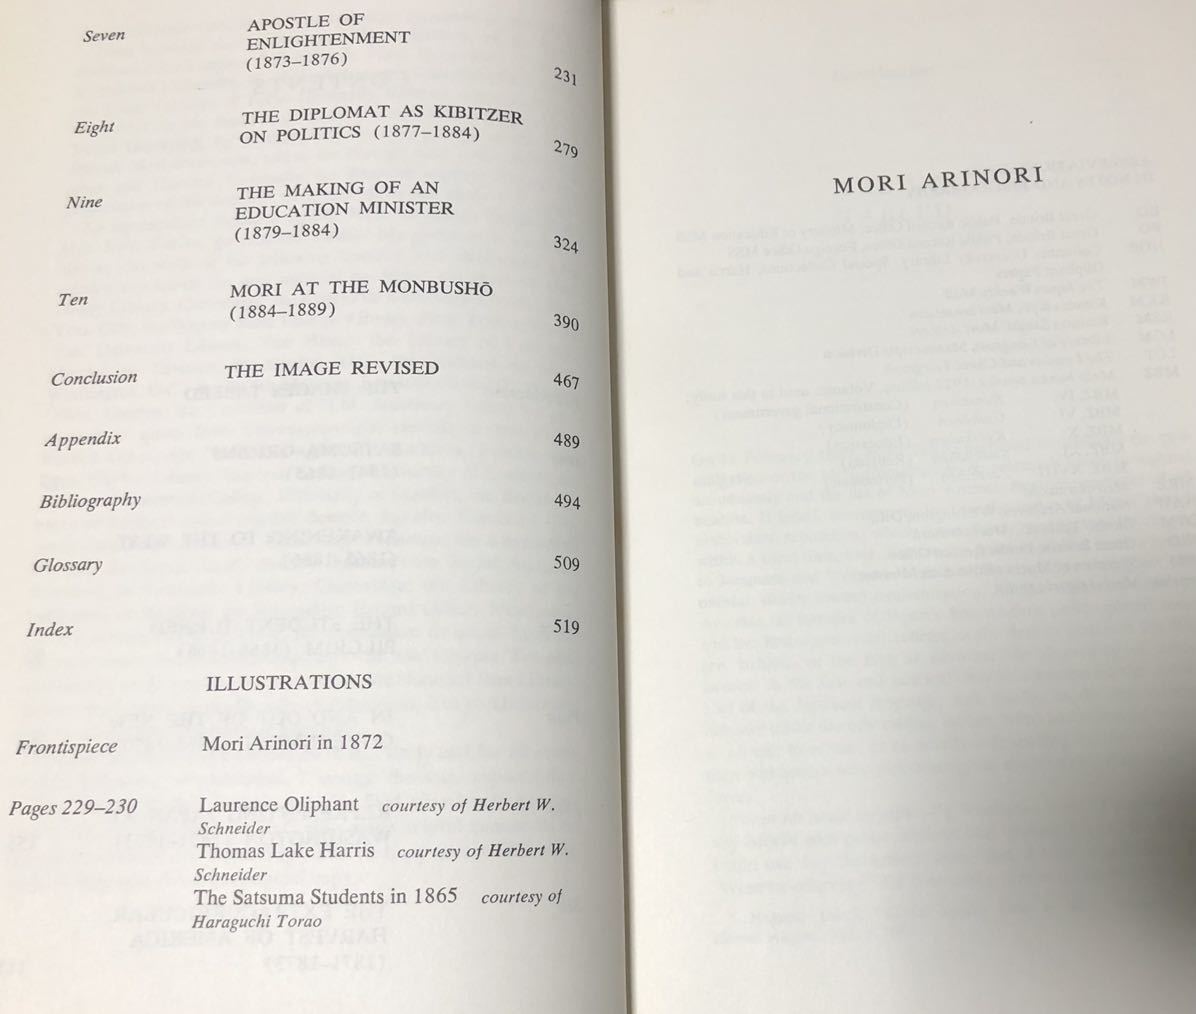 Seven
APOSTLE OF
ENLIGHTENMENT
(1873–1876)
231
Eight
THE DIPLOMAT AS KIBITZER
ON POLITICS (1877–1884)
279
Nine
THE MAKING OF AN
EDUCATION MINISTER
(1879–1884)
324
Ten
MORI AT THE MONBUSHŌ
(1884–1889)
390
Conclusion
THE IMAGE REVISED
467
Appendix
489
Bibliography
494
Glossary
509
Index
519
ILLUSTRATIONS
Frontispiece
Mori Arinori in 1872
Pages 229–230
Laurence Oliphant courtesy of Herbert W.
Schneider
Thomas Lake Harris courtesy of Herbert W.
Schneider
The Satsuma Students in 1865 courtesy of
Haraguchi Torao
MORI ARINORI